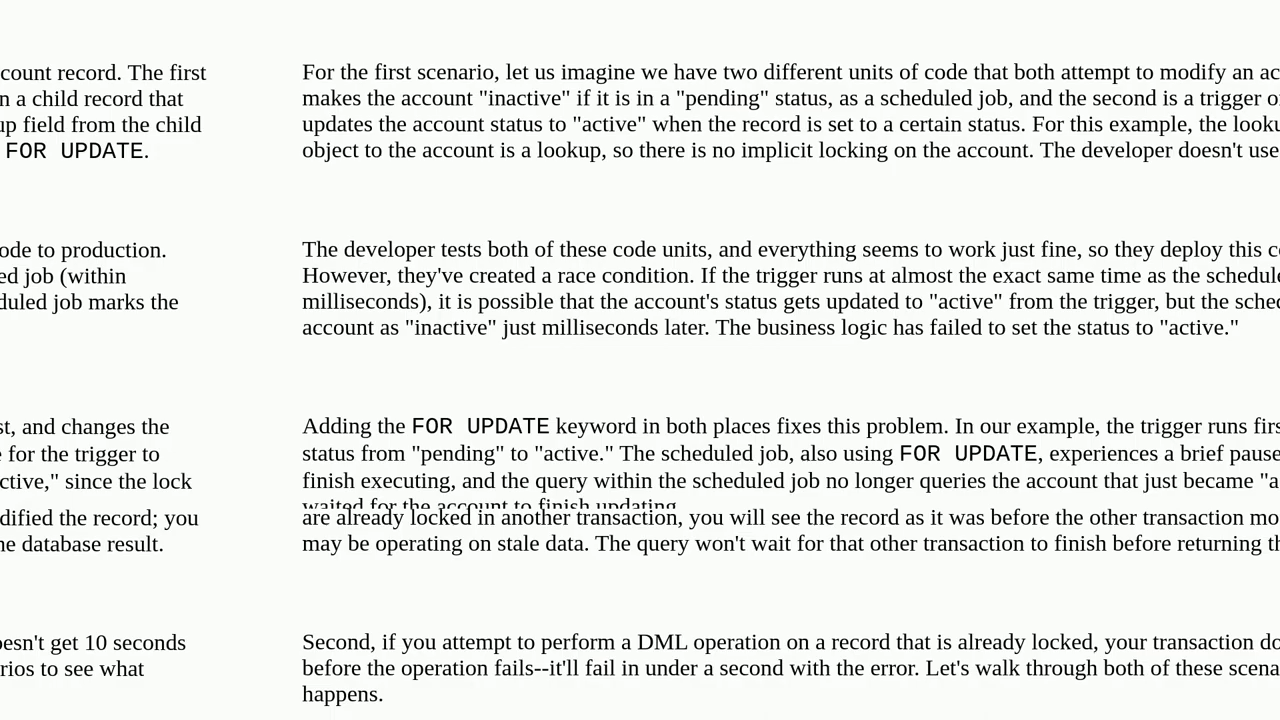 count record. The first
n a child record that
up field from the child
FOR UPDATE.
ode to production.
ed job (within
duled job marks the
st, and changes the
e for the trigger to
ctive," since the lock
dified the record; you
he database result.
oesn't get 10 seconds
rios to see what
For the first scenario, let us imagine we have two different units of code that both attempt to modify an ac
makes the account "inactive" if it is in a "pending" status, as a scheduled job, and the second is a trigger o
updates the account status to "active" when the record is set to a certain status. For this example, the looku
object to the account is a lookup, so there is no implicit locking on the account. The developer doesn't use
The developer tests both of these code units, and everything seems to work just fine, so they deploy this c
However, they've created a race condition. If the trigger runs at almost the exact same time as the schedule
milliseconds), it is possible that the account's status gets updated to "active" from the trigger, but the sched
account as "inactive" just milliseconds later. The business logic has failed to set the status to "active."
Adding the FOR UPDATE keyword in both places fixes this problem. In our example, the trigger runs firs
status from "pending" to "active." The scheduled job, also using FOR UPDATE, experiences a brief pause
finish executing, and the query within the scheduled job no longer queries the account that just became "a
waited for the account to finish updating
are already locked in another transaction, you will see the record as it was before the other transaction mo
may be operating on stale data. The query won't wait for that other transaction to finish before returning th
Second, if you attempt to perform a DML operation on a record that is already locked, your transaction do
before the operation fails--it'll fail in under a second with the error. Let's walk through both of these scena
happens.